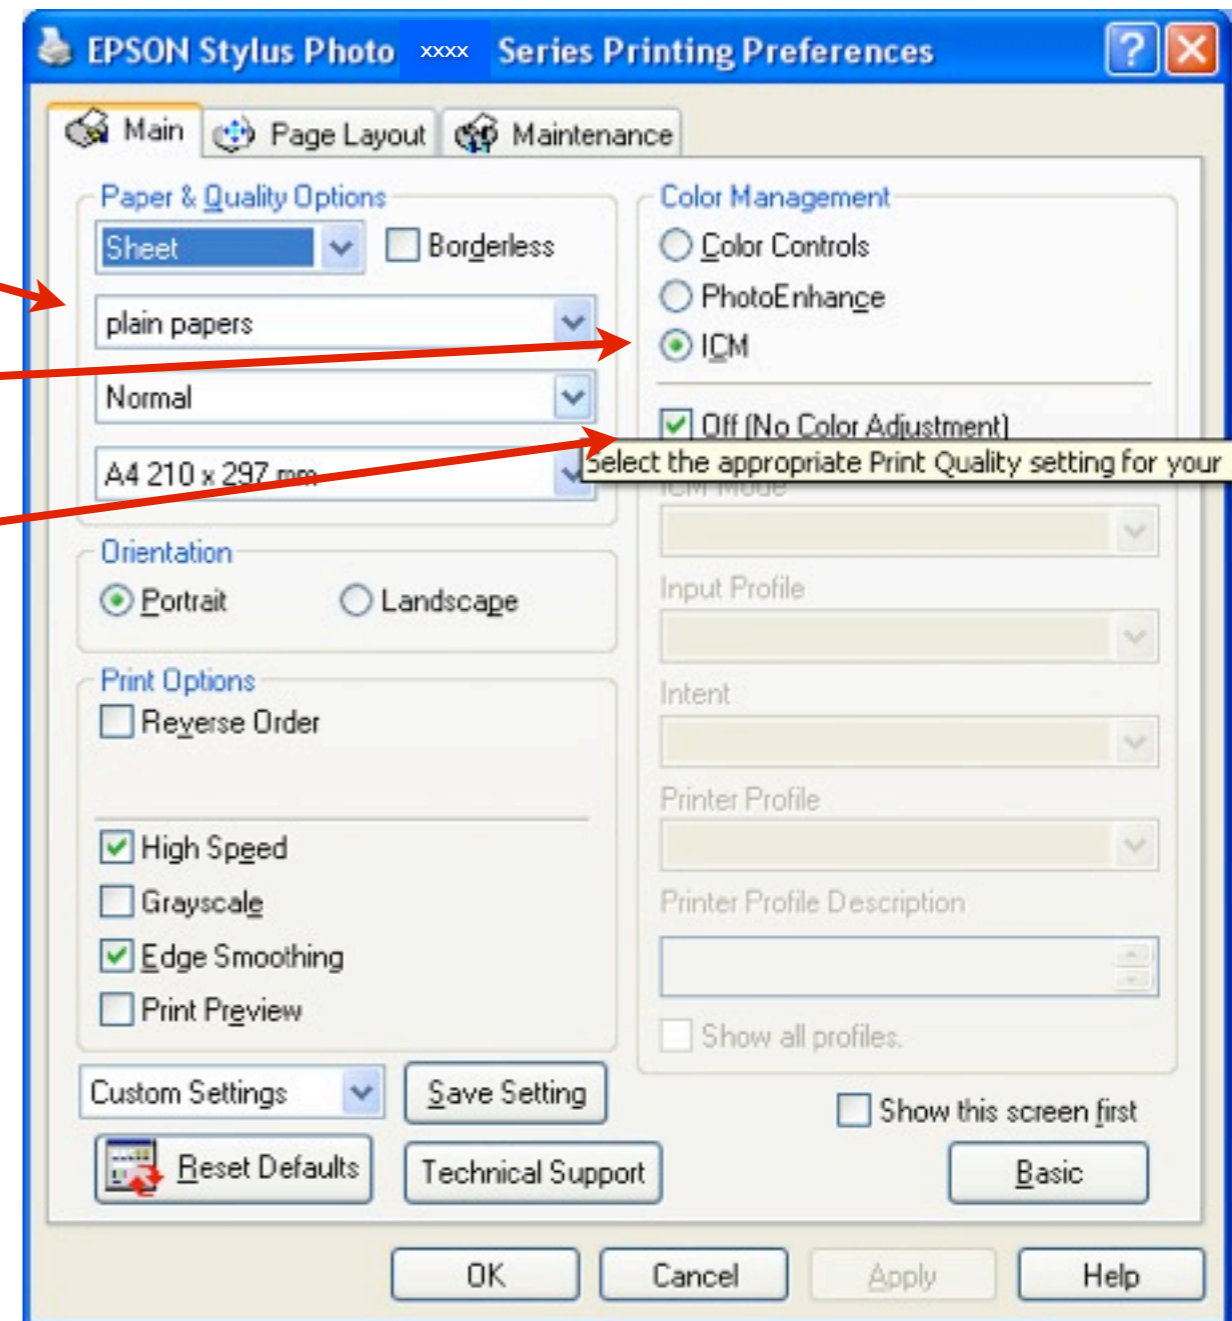 EPSON Stylus Photo xxxx Series Printing Preferences
Main
Page Layout
Maintenance
Paper & Quality Options
Sheet
Borderless
plain papers
Normal
A4 210 x 297 mm
Orientation
Portrait
Landscape
Print Options
Reverse Order
High Speed
Grayscale
Edge Smoothing
Print Preview
Color Management
Color Controls
PhotoEnhance
ICM
Off (No Color Adjustment)
Select the appropriate Print Quality setting for your
ICM Mode
Input Profile
Intent
Printer Profile
Printer Profile Description
Show all profiles.
Custom Settings
Save Setting
Show this screen first
Reset Defaults
Technical Support
Basic
OK
Cancel
Apply
Help